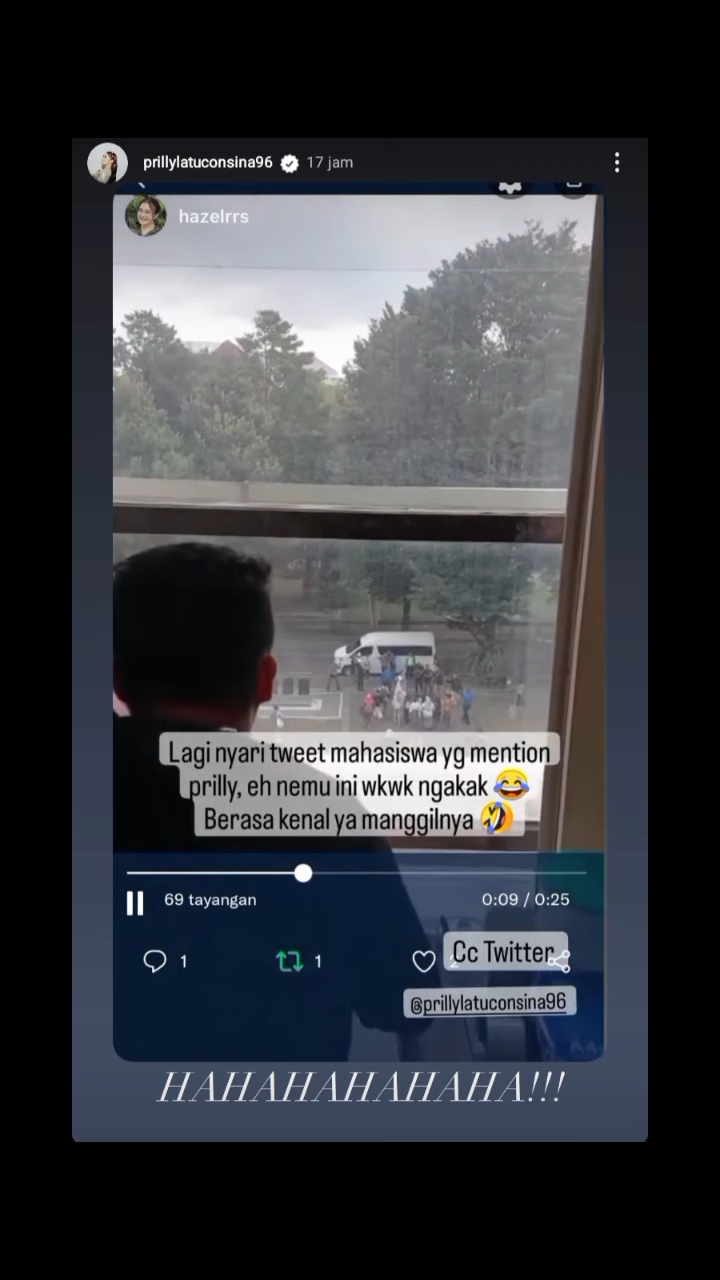 prillylatuconsina96 17 jam
hazelrrs
Lagi nyari tweet mahasiswa yg mention
prilly, eh nemu ini wkwk ngakak 😂
Berasa kenal ya manggilnya 🤣
69 tayangan 0:09 / 0:25
1 1 2
Cc Twitter
@prillylatuconsina96
HAHAHAHAHAHA!!!